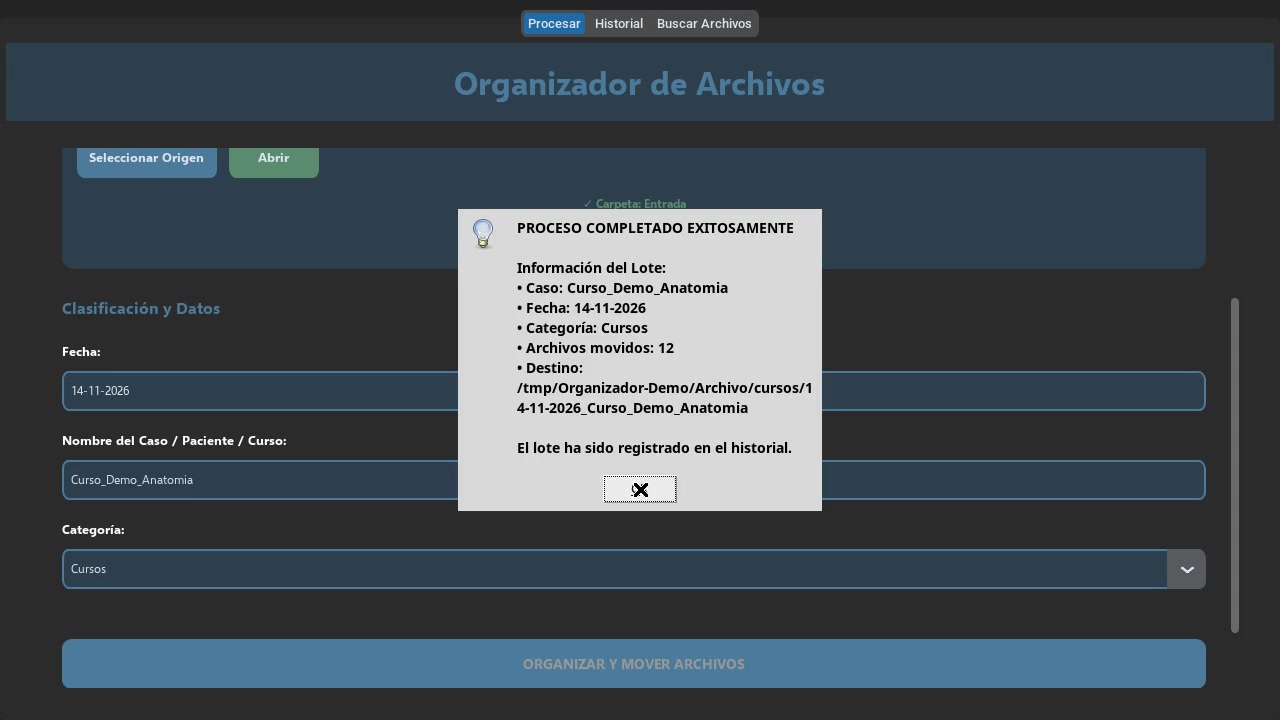 Procesar Historial Buscar Archivos
Organizador de Archivos
Seleccionar Origen Abrir
✓ Carpeta: Entrada
PROCESO COMPLETADO EXITOSAMENTE
Información del Lote:
• Caso: Curso_Demo_Anatomia
• Fecha: 14-11-2026
• Categoría: Cursos
• Archivos movidos: 12
• Destino:
/tmp/Organizador-Demo/Archivo/cursos/1
4-11-2026_Curso_Demo_Anatomia
El lote ha sido registrado en el historial.
Clasificación y Datos
Fecha:
14-11-2026
Nombre del Caso / Paciente / Curso:
Curso_Demo_Anatomia
Categoría:
Cursos
ORGANIZAR Y MOVER ARCHIVOS